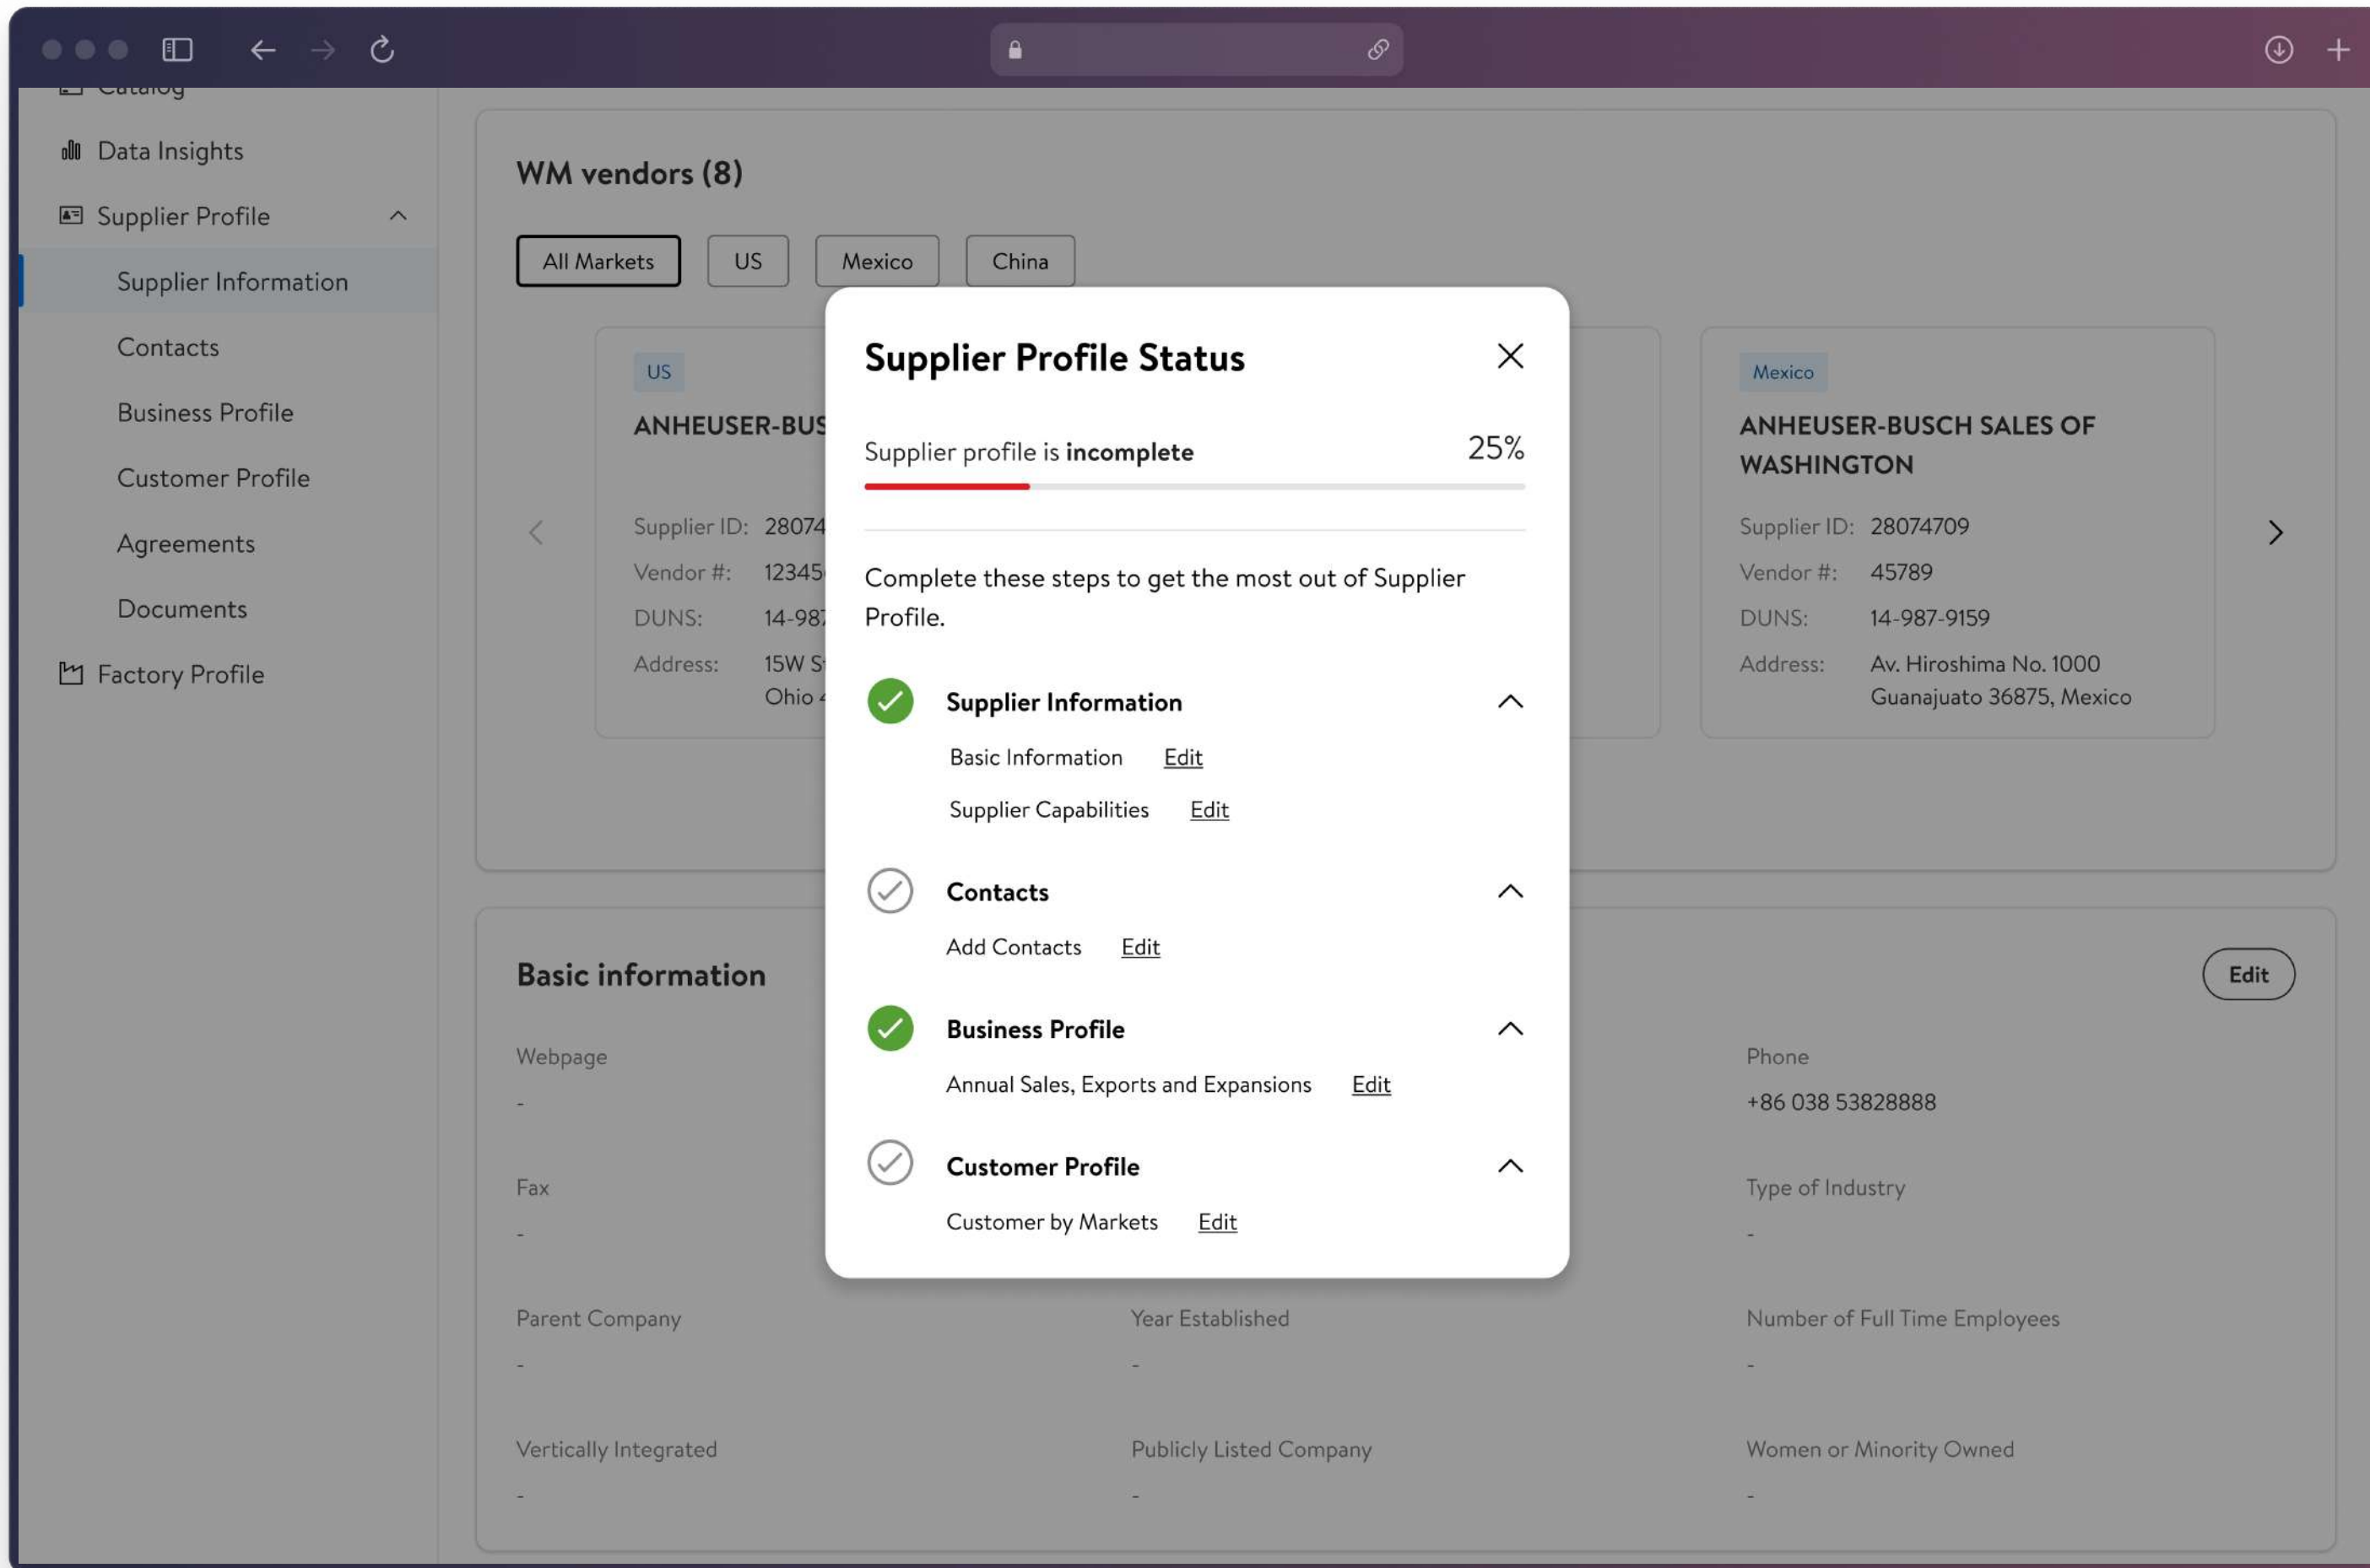 Catalog
Data Insights
Supplier Profile
Supplier Information
Contacts
Business Profile
Customer Profile
Agreements
Documents
Factory Profile
WM vendors (8)
All Markets
US
Mexico
China
US
ANHEUSER-BUS
Supplier ID: 28074
Vendor #: 12345
DUNS: 14-987
Address: 15W S
Ohio
Mexico
ANHEUSER-BUSCH SALES OF
WASHINGTON
Supplier ID: 28074709
Vendor #: 45789
DUNS: 14-987-9159
Address: Av. Hiroshima No. 1000
Guanajuato 36875, Mexico
Supplier Profile Status
Supplier profile is incomplete 25%
Complete these steps to get the most out of Supplier
Profile.
Supplier Information
Basic Information Edit
Supplier Capabilities Edit
Contacts
Add Contacts Edit
Business Profile
Annual Sales, Exports and Expansions Edit
Customer Profile
Customer by Markets Edit
Basic information
Edit
Webpage
-
Phone
+86 038 53828888
Fax
-
Type of Industry
-
Parent Company
-
Year Established
-
Number of Full Time Employees
-
Vertically Integrated
-
Publicly Listed Company
-
Women or Minority Owned
-